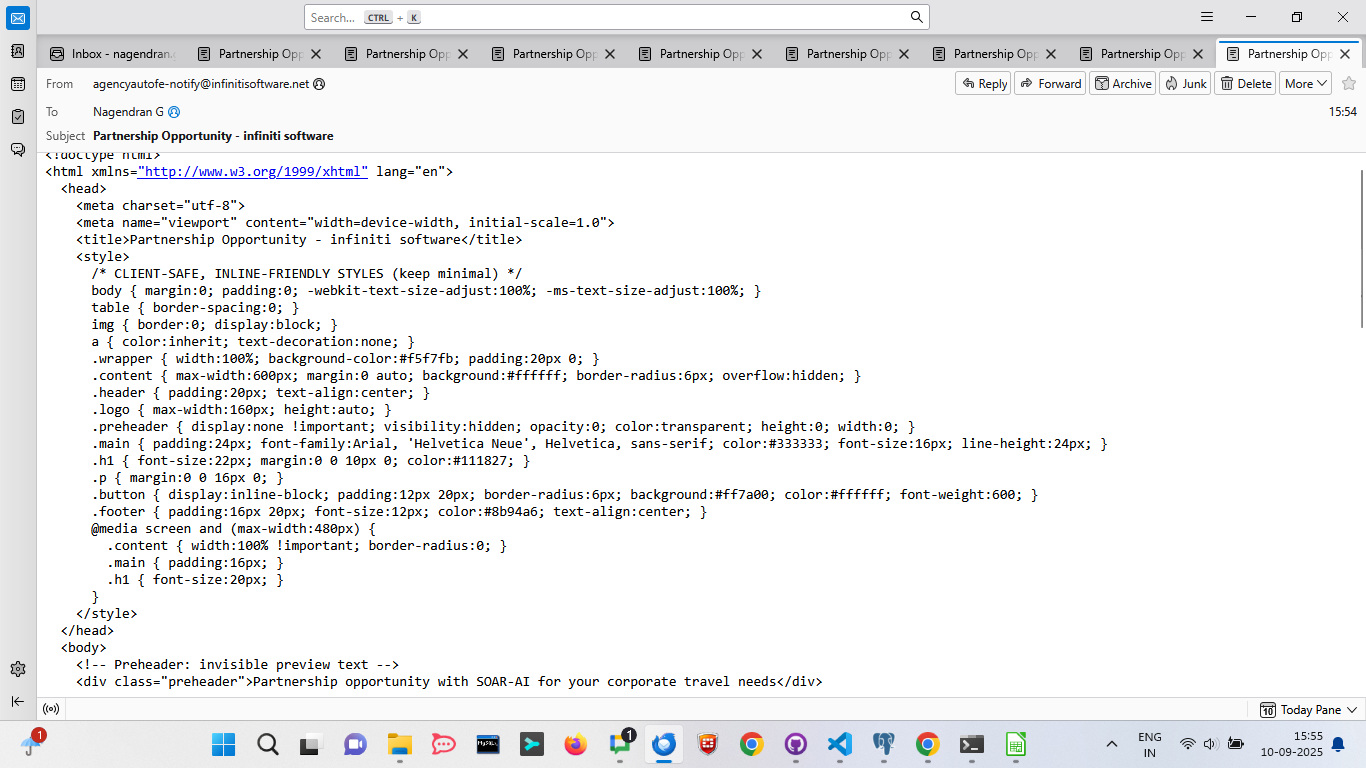 Search... CTRL + K
Inbox - nagendran. Partnership Opp Partnership Opp Partnership Opp Partnership Opp Partnership Opp Partnership Opp Partnership Opp Partnership Opp
From agencyautofe-notify@infinitisoftware.net Reply Forward Archive Junk Delete More
To Nagendran G 15:54
Subject Partnership Opportunity - infiniti software
<!doctype html>
<html xmlns="http://www.w3.org/1999/xhtml" lang="en">
<head>
<meta charset="utf-8">
<meta name="viewport" content="width=device-width, initial-scale=1.0">
<title>Partnership Opportunity - infiniti software</title>
<style>
/* CLIENT-SAFE, INLINE-FRIENDLY STYLES (keep minimal) */
body { margin:0; padding:0; -webkit-text-size-adjust:100%; -ms-text-size-adjust:100%; }
table { border-spacing:0; }
img { border:0; display:block; }
a { color:inherit; text-decoration:none; }
.wrapper { width:100%; background-color:#f5f7fb; padding:20px 0; }
.content { max-width:600px; margin:0 auto; background:#ffffff; border-radius:6px; overflow:hidden; }
.header { padding:20px; text-align:center; }
.logo { max-width:160px; height:auto; }
.preheader { display:none !important; visibility:hidden; opacity:0; color:transparent; height:0; width:0; }
.main { padding:24px; font-family:Arial, 'Helvetica Neue', Helvetica, sans-serif; color:#333333; font-size:16px; line-height:24px; }
.h1 { font-size:22px; margin:0 0 10px 0; color:#111827; }
.p { margin:0 0 16px 0; }
.button { display:inline-block; padding:12px 20px; border-radius:6px; background:#ff7a00; color:#ffffff; font-weight:600; }
.footer { padding:16px 20px; font-size:12px; color:#8b94a6; text-align:center; }
@media screen and (max-width:480px) {
.content { width:100% !important; border-radius:0; }
.main { padding:16px; }
.h1 { font-size:20px; }
}
</style>
</head>
<body>
<!-- Preheader: invisible preview text -->
<div class="preheader">Partnership opportunity with SOAR-AI for your corporate travel needs</div>
10 Today Pane
1 MySQL 1 ENG 15:55
IN 10-09-2025